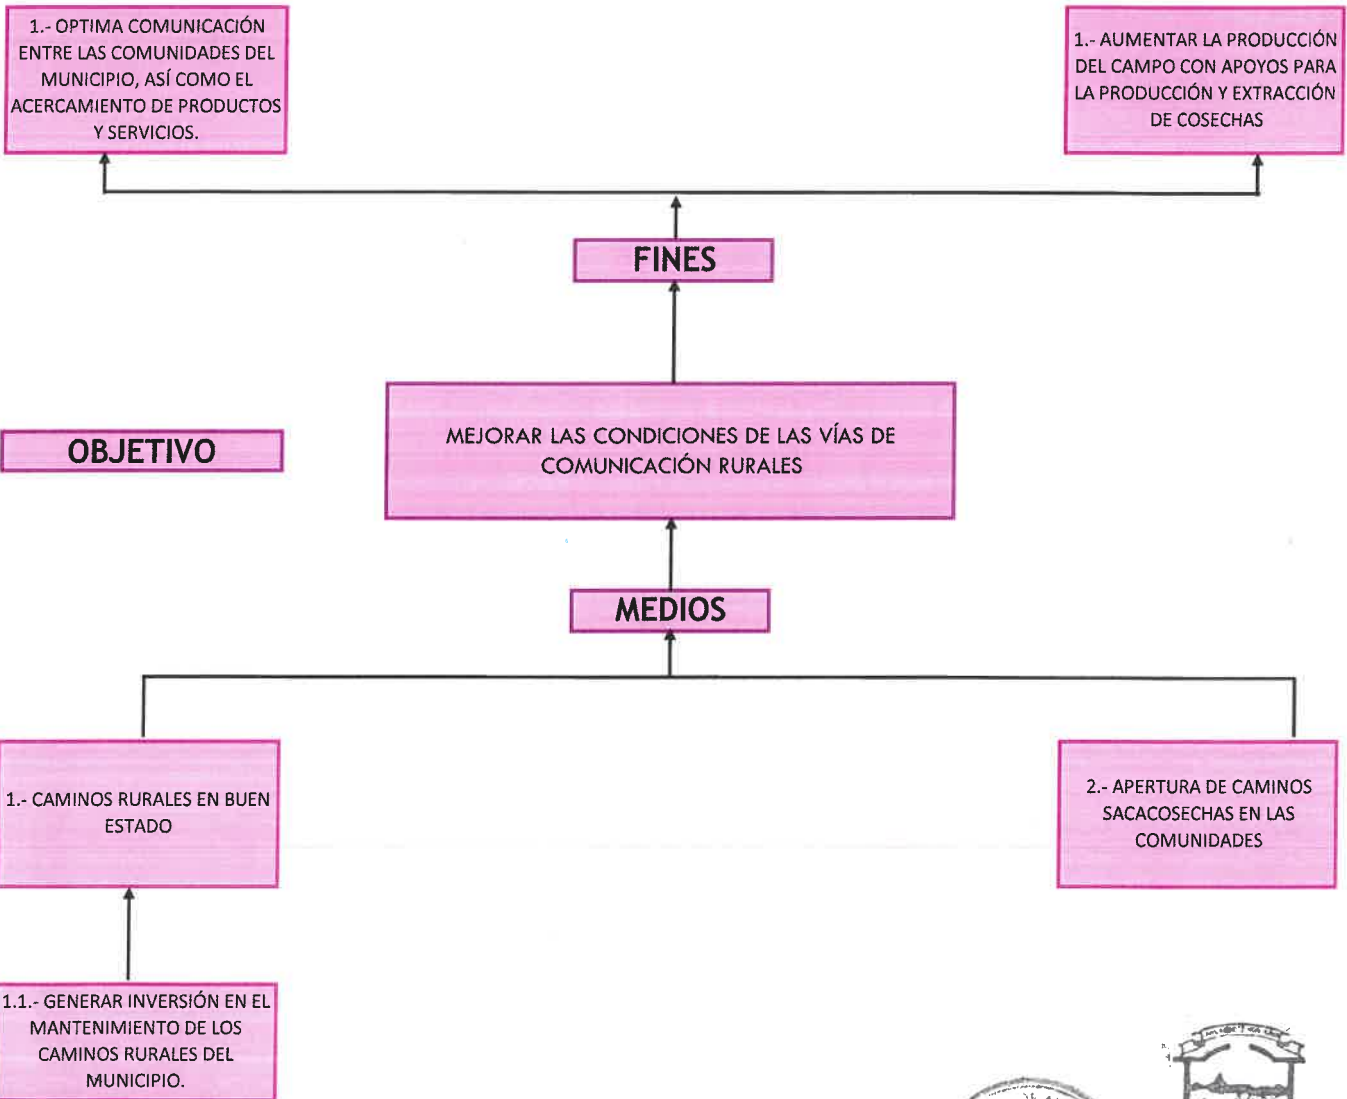 1.- OPTIMA COMUNICACIÓN
ENTRE LAS COMUNIDADES DEL
MUNICIPIO, ASÍ COMO EL
ACERCAMIENTO DE PRODUCTOS
Y SERVICIOS.
1.- AUMENTAR LA PRODUCCIÓN
DEL CAMPO CON APOYOS PARA
LA PRODUCCIÓN Y EXTRACCIÓN
DE COSECHAS
FINES
OBJETIVO
MEJORAR LAS CONDICIONES DE LAS VÍAS DE
COMUNICACIÓN RURALES
MEDIOS
1.- CAMINOS RURALES EN BUEN
ESTADO
2.- APERTURA DE CAMINOS
SACACOSECHAS EN LAS
COMUNIDADES
1.1.- GENERAR INVERSIÓN EN EL
MANTENIMIENTO DE LOS
CAMINOS RURALES DEL
MUNICIPIO.